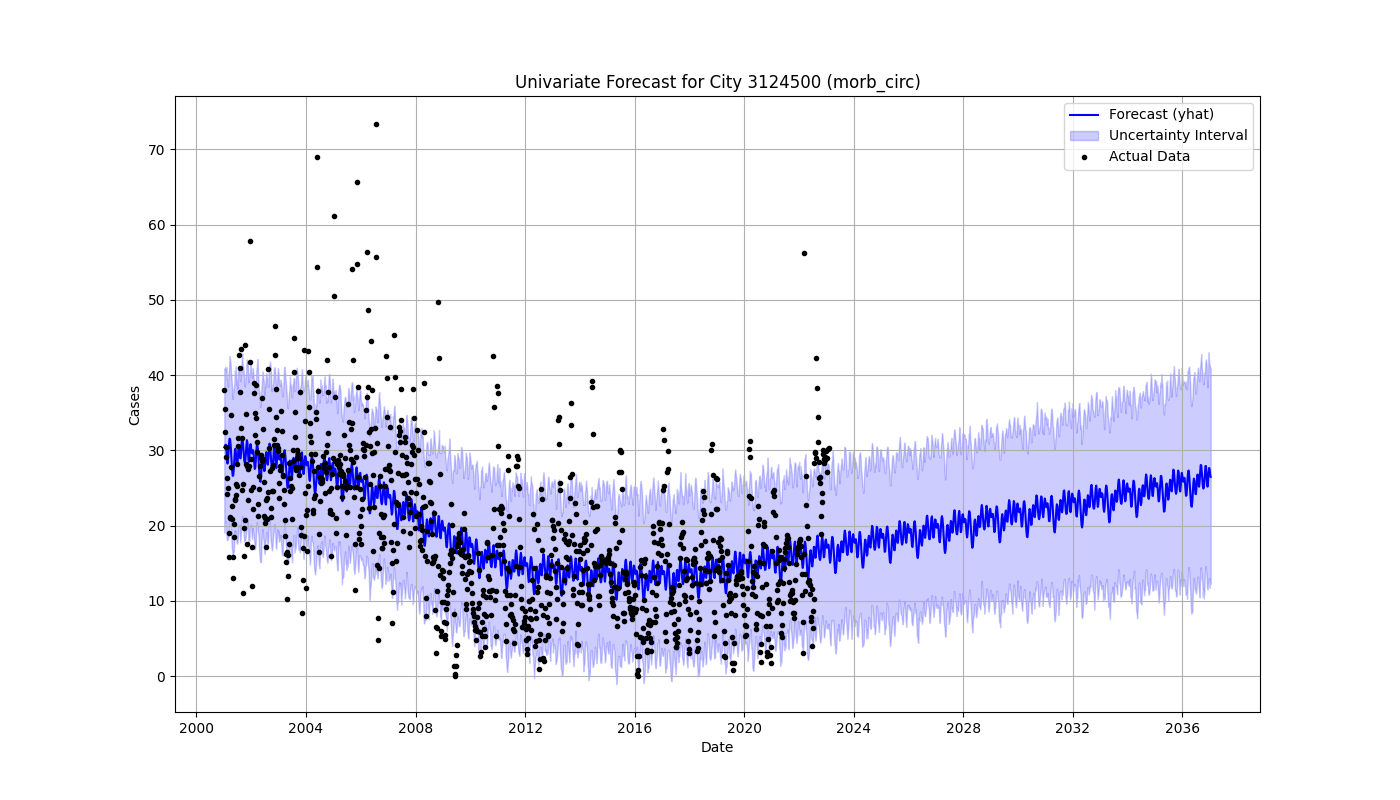 Univariate Forecast for City 3124500 (morb_circ)
Forecast (yhat)
Uncertainty Interval
Actual Data
Cases
70
60
50
40
30
20
10
0
2000 2004 2008 2012 2016 2020 2024 2028 2032 2036
Date